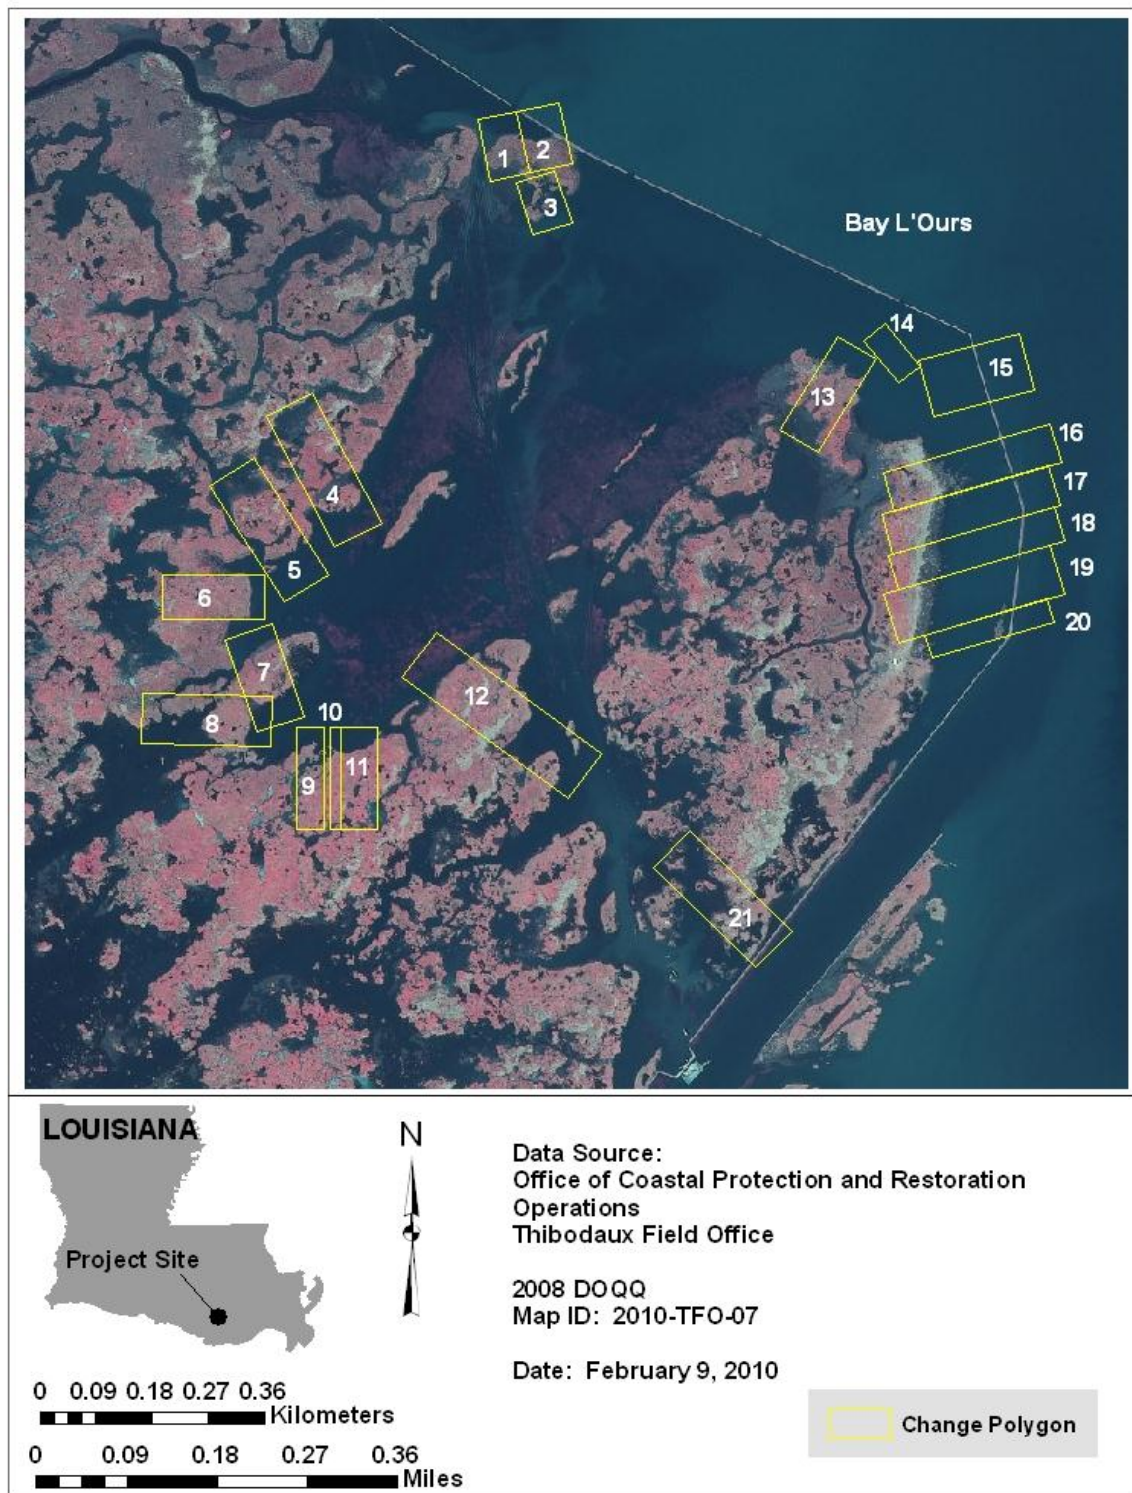 1
2
3
Bay L'Ours
14
15
13
16
4
17
18
5
19
6
20
7
12
8
10
11
9
21
LOUISIANA
Project Site
N
Data Source:
Office of Coastal Protection and Restoration
Operations
Thibodaux Field Office
2008 DOQQ
Map ID: 2010-TFO-07
Date: February 9, 2010
0 0.09 0.18 0.27 0.36
Kilometers
0 0.09 0.18 0.27 0.36
Miles
Change Polygon